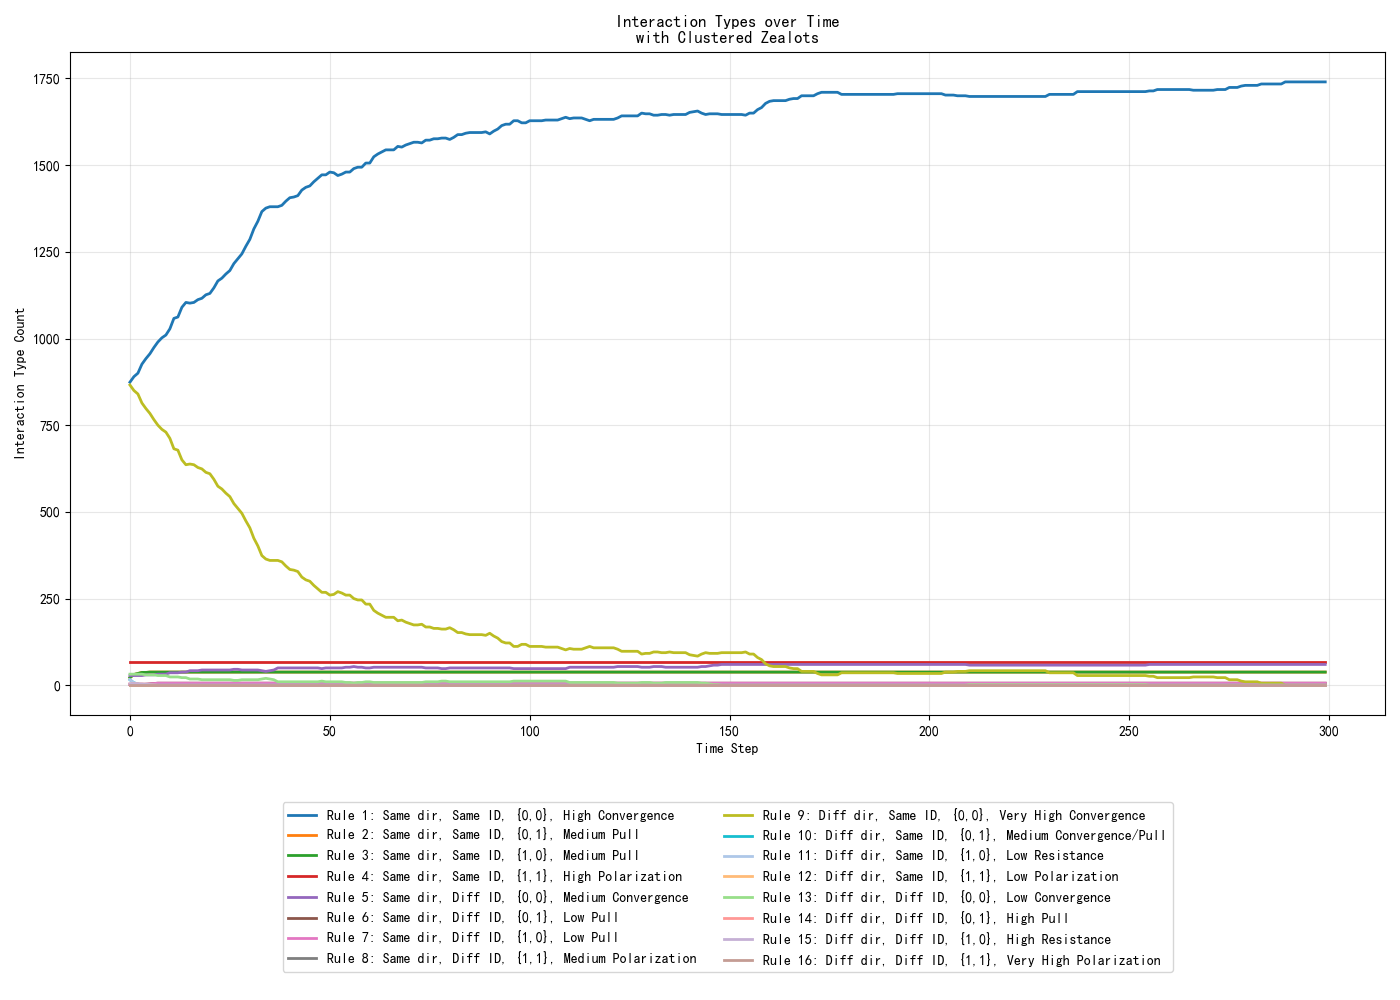 Interaction Types over Time
with Clustered Zealots
Interaction Type Count
1750
1500
1250
1000
750
500
250
0
0
50
100
150
200
250
300
Time Step
Rule 1: Same dir, Same ID, {0,0}, High Convergence
Rule 2: Same dir, Same ID, {0,1}, Medium Pull
Rule 3: Same dir, Same ID, {1,0}, Medium Pull
Rule 4: Same dir, Same ID, {1,1}, High Polarization
Rule 5: Same dir, Diff ID, {0,0}, Medium Convergence
Rule 6: Same dir, Diff ID, {0,1}, Low Pull
Rule 7: Same dir, Diff ID, {1,0}, Low Pull
Rule 8: Same dir, Diff ID, {1,1}, Medium Polarization
Rule 9: Diff dir, Same ID, {0,0}, Very High Convergence
Rule 10: Diff dir, Same ID, {0,1}, Medium Convergence/Pull
Rule 11: Diff dir, Same ID, {1,0}, Low Resistance
Rule 12: Diff dir, Same ID, {1,1}, Low Polarization
Rule 13: Diff dir, Diff ID, {0,0}, Low Convergence
Rule 14: Diff dir, Diff ID, {0,1}, High Pull
Rule 15: Diff dir, Diff ID, {1,0}, High Resistance
Rule 16: Diff dir, Diff ID, {1,1}, Very High Polarization